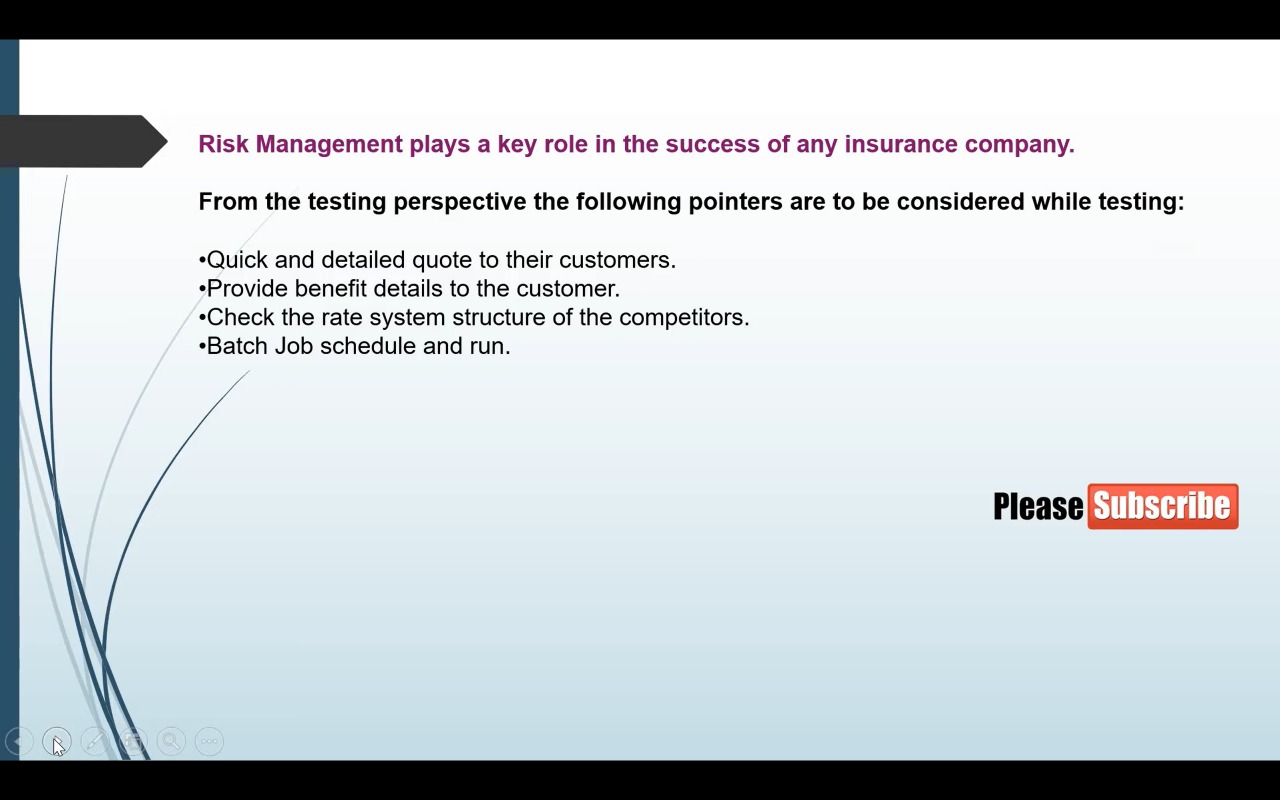 Risk Management plays a key role in the success of any insurance company.
From the testing perspective the following pointers are to be considered while testing:
•Quick and detailed quote to their customers.
•Provide benefit details to the customer.
•Check the rate system structure of the competitors.
•Batch Job schedule and run.
Please Subscribe